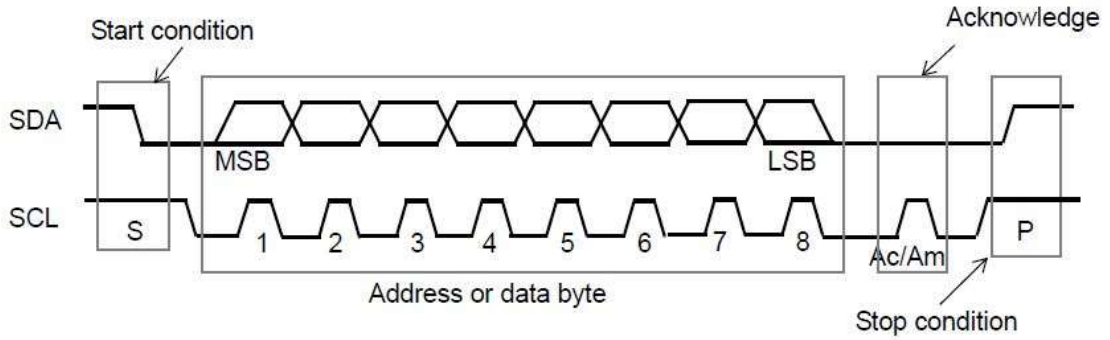 Acknowledge
Start condition
SDA
MSB LSB
SCL
S 1 2 3 4 5 6 7 8 P
Ac/Am
Address or data byte
Stop condition